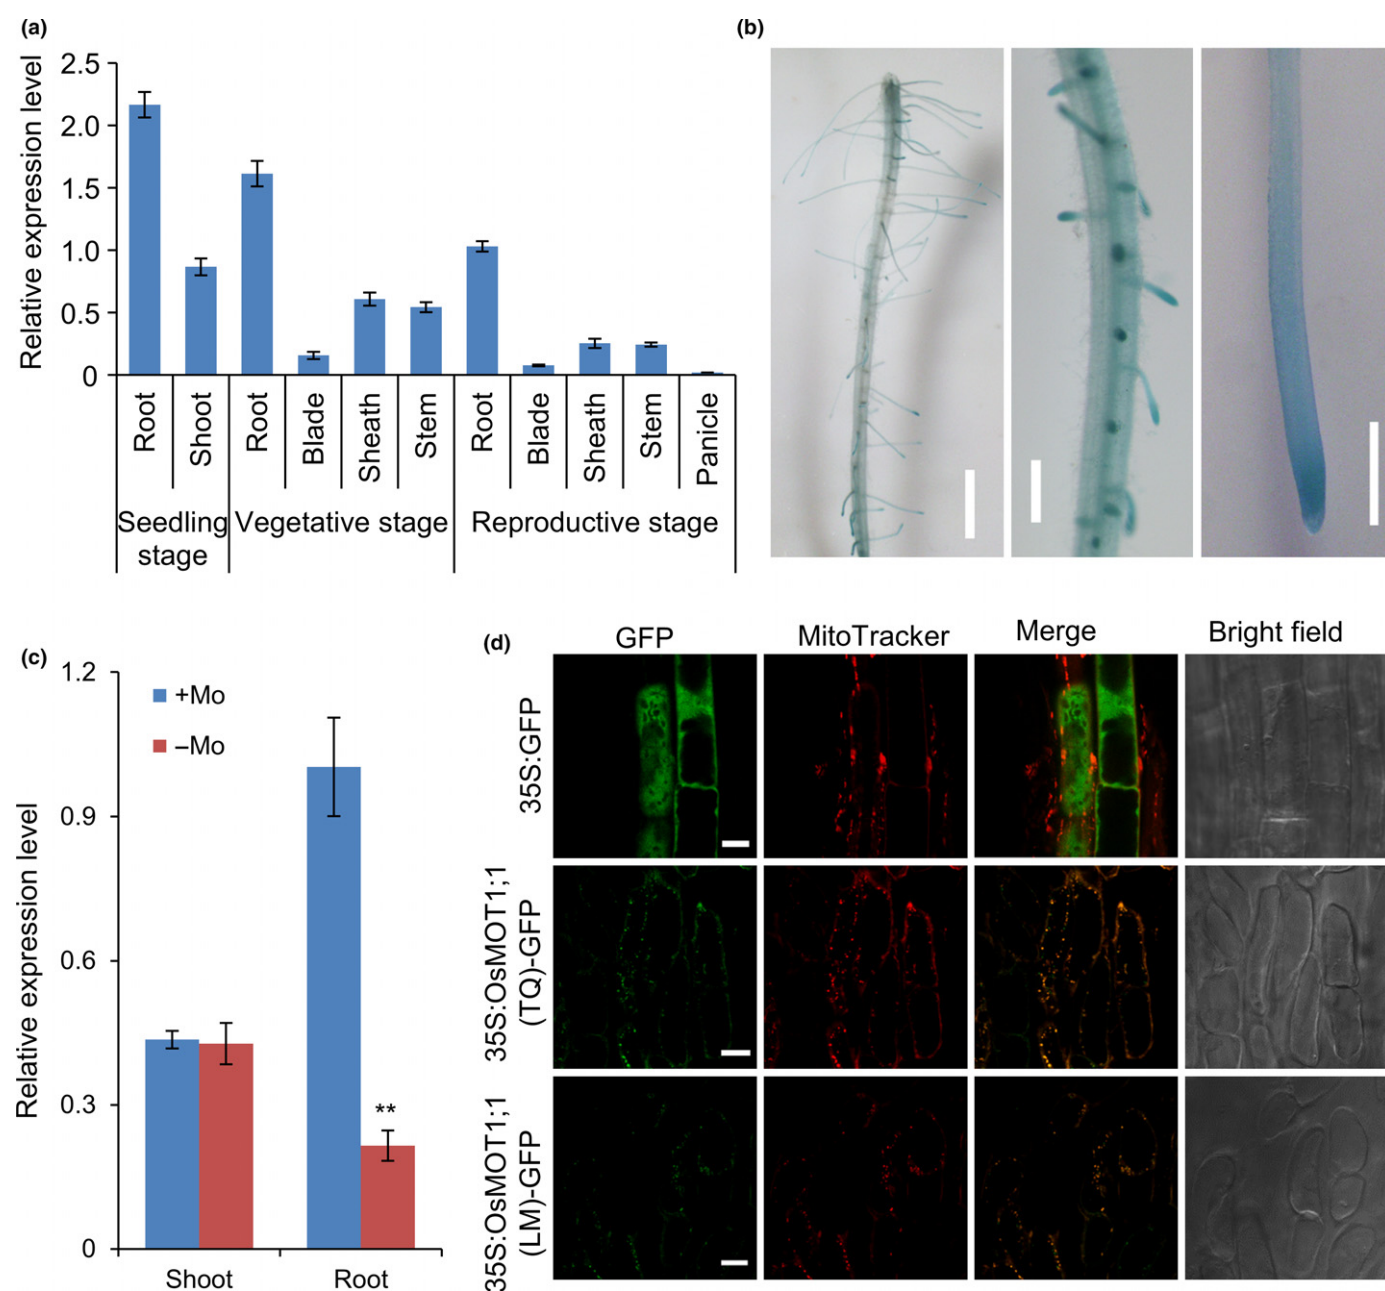 (a)
Relative expression level
2.5
2.0
1.5
1.0
0.5
0
Root
Shoot
Root
Blade
Sheath
Stem
Root
Blade
Sheath
Stem
Panicle
Seedling
stage
Vegetative stage
Reproductive stage
(b)
(c)
Relative expression level
1.2
0.9
0.6
0.3
0
+Mo
–Mo
**
Shoot
Root
(d)
GFP
MitoTracker
Merge
Bright field
35S:GFP
35S:OsMOT1;1
(TQ)-GFP
35S:OsMOT1;1
(LM)-GFP